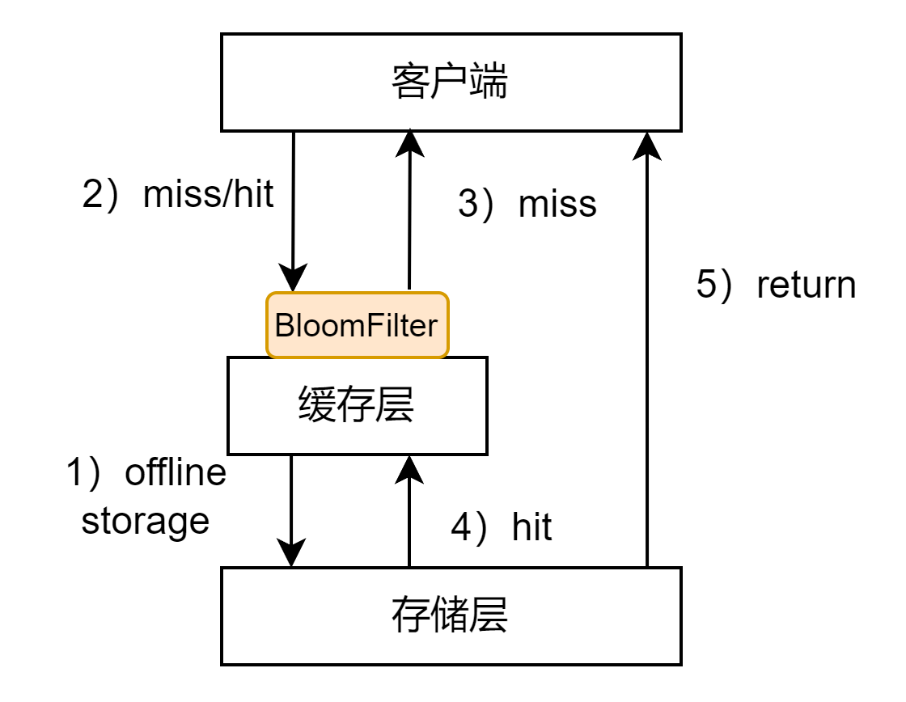 客户端
2）miss/hit
3）miss
5）return
BloomFilter
缓存层
1）offline
storage
4）hit
存储层